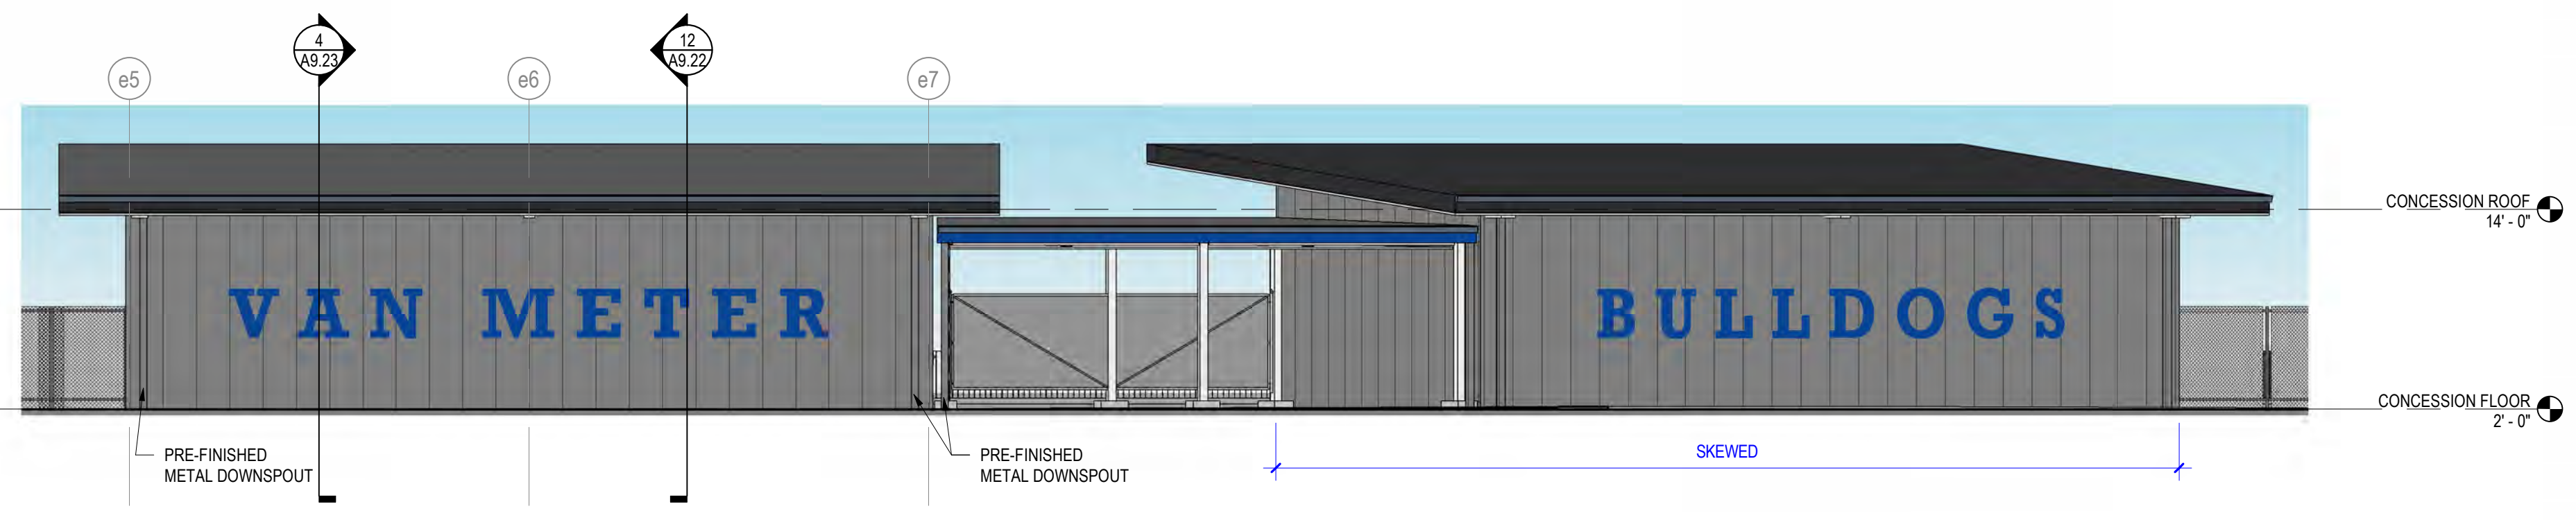 4
A9.23
12
A9.22
e5
e6
e7
CONCESSION ROOF
14' - 0"
VAN METER
BULLDOGS
CONCESSION FLOOR
2' - 0"
PRE-FINISHED
METAL DOWNSPOUT
PRE-FINISHED
METAL DOWNSPOUT
SKEWED